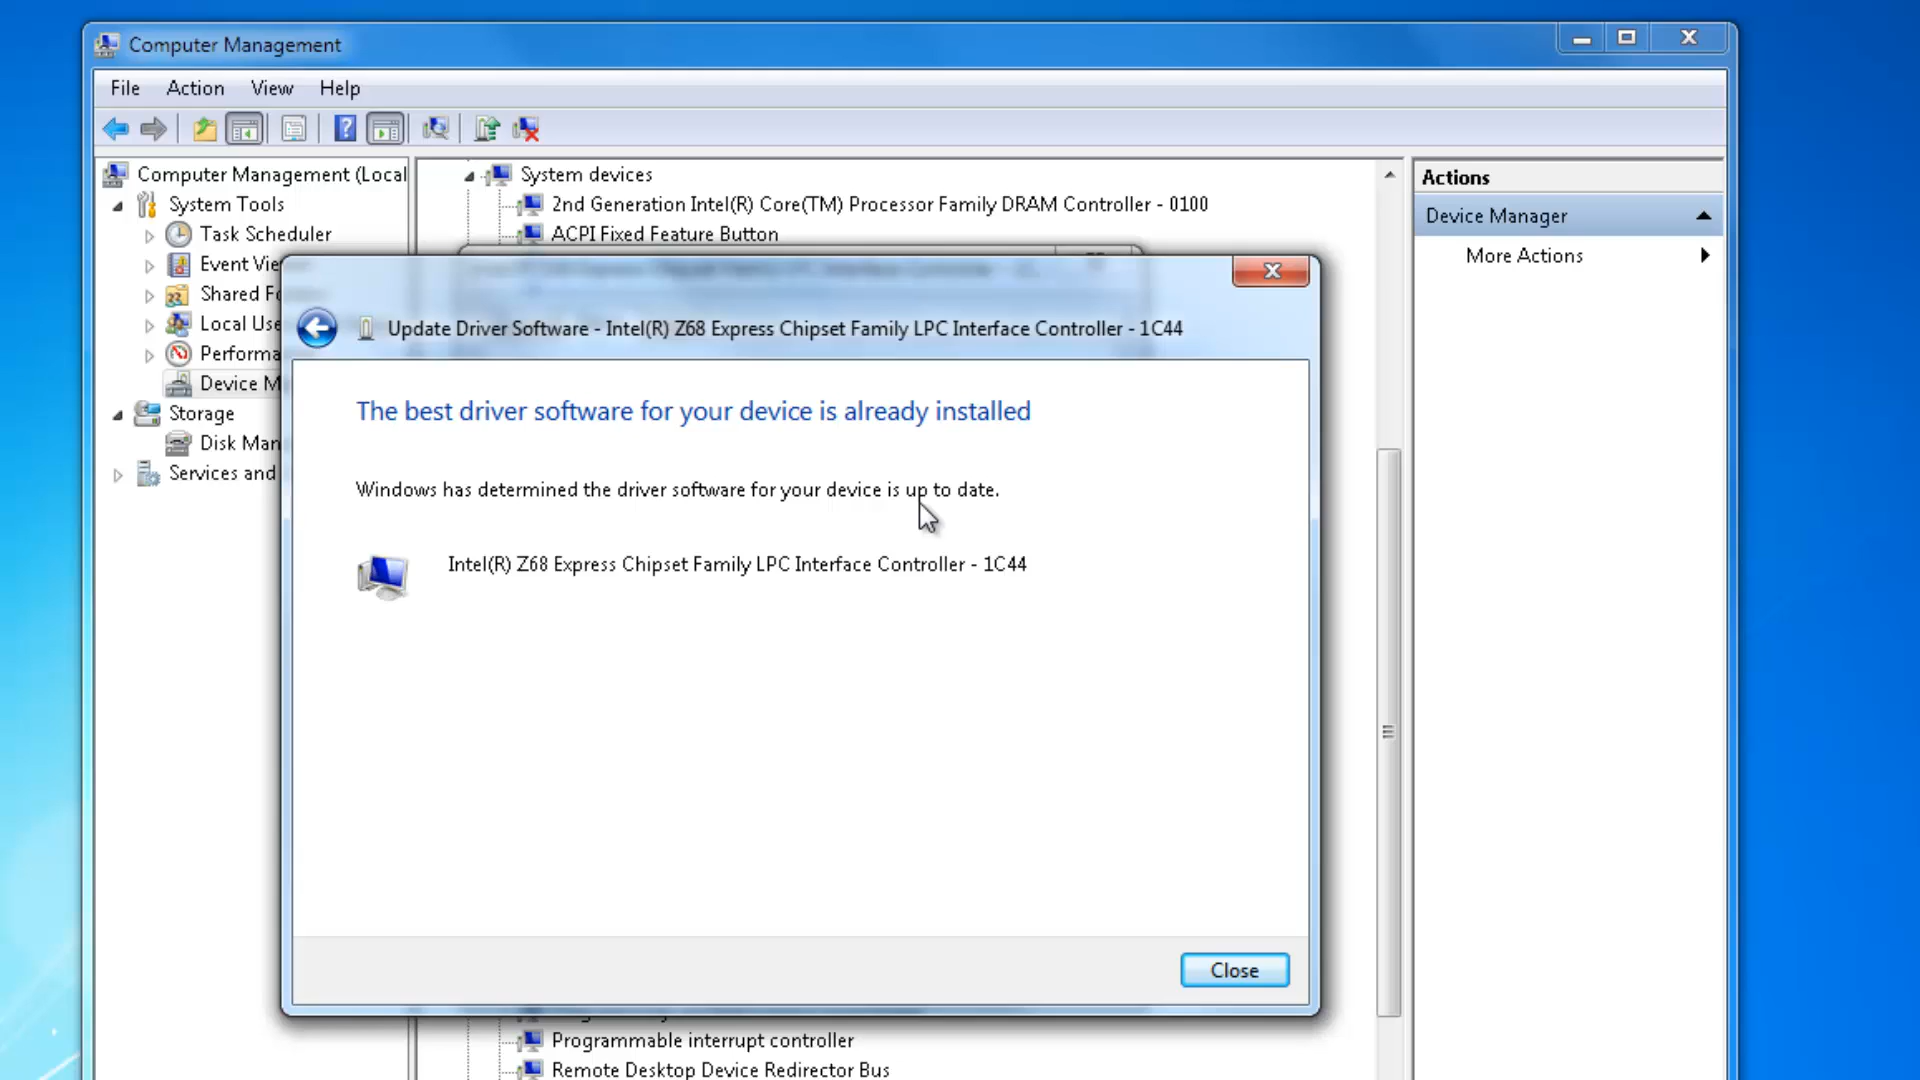 Computer Management
File Action View Help
Computer Management (Local
System Tools
Task Scheduler
Event Vie
Shared Fo
Local Use
Performa
Device M
Storage
Disk Man
Services and
System devices
2nd Generation Intel(R) Core(TM) Processor Family DRAM Controller - 0100
ACPI Fixed Feature Button
Update Driver Software - Intel(R) Z68 Express Chipset Family LPC Interface Controller - 1C44
The best driver software for your device is already installed
Windows has determined the driver software for your device is up to date.
Intel(R) Z68 Express Chipset Family LPC Interface Controller - 1C44
Close
Programmable interrupt controller
Remote Desktop Device Redirector Bus
Actions
Device Manager
More Actions